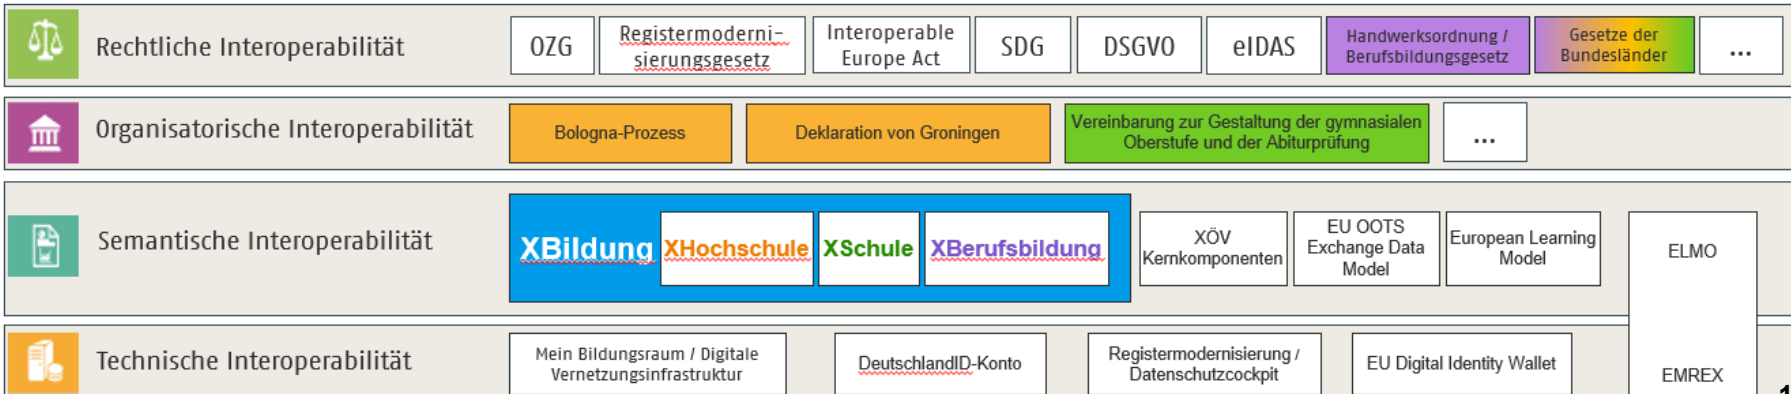 Rechtliche Interoperabilität
OZG
Registermoderni-
sierungsgesetz
Interoperable
Europe Act
SDG
DSGVO
eIDAS
Handwerksordnung /
Berufsbildungsgesetz
Gesetze der
Bundesländer
...
Organisatorische Interoperabilität
Bologna-Prozess
Deklaration von Groningen
Vereinbarung zur Gestaltung der gymnasialen
Oberstufe und der Abiturprüfung
...
Semantische Interoperabilität
XBildung
XHochschule
XSchule
XBerufsbildung
XÖV
Kernkomponenten
EU OOTS
Exchange Data
Model
European Learning
Model
ELMO
Technische Interoperabilität
Mein Bildungsraum / Digitale
Vernetzungsinfrastruktur
DeutschlandID-Konto
Registermodernisierung /
Datenschutzcockpit
EU Digital Identity Wallet
EMREX